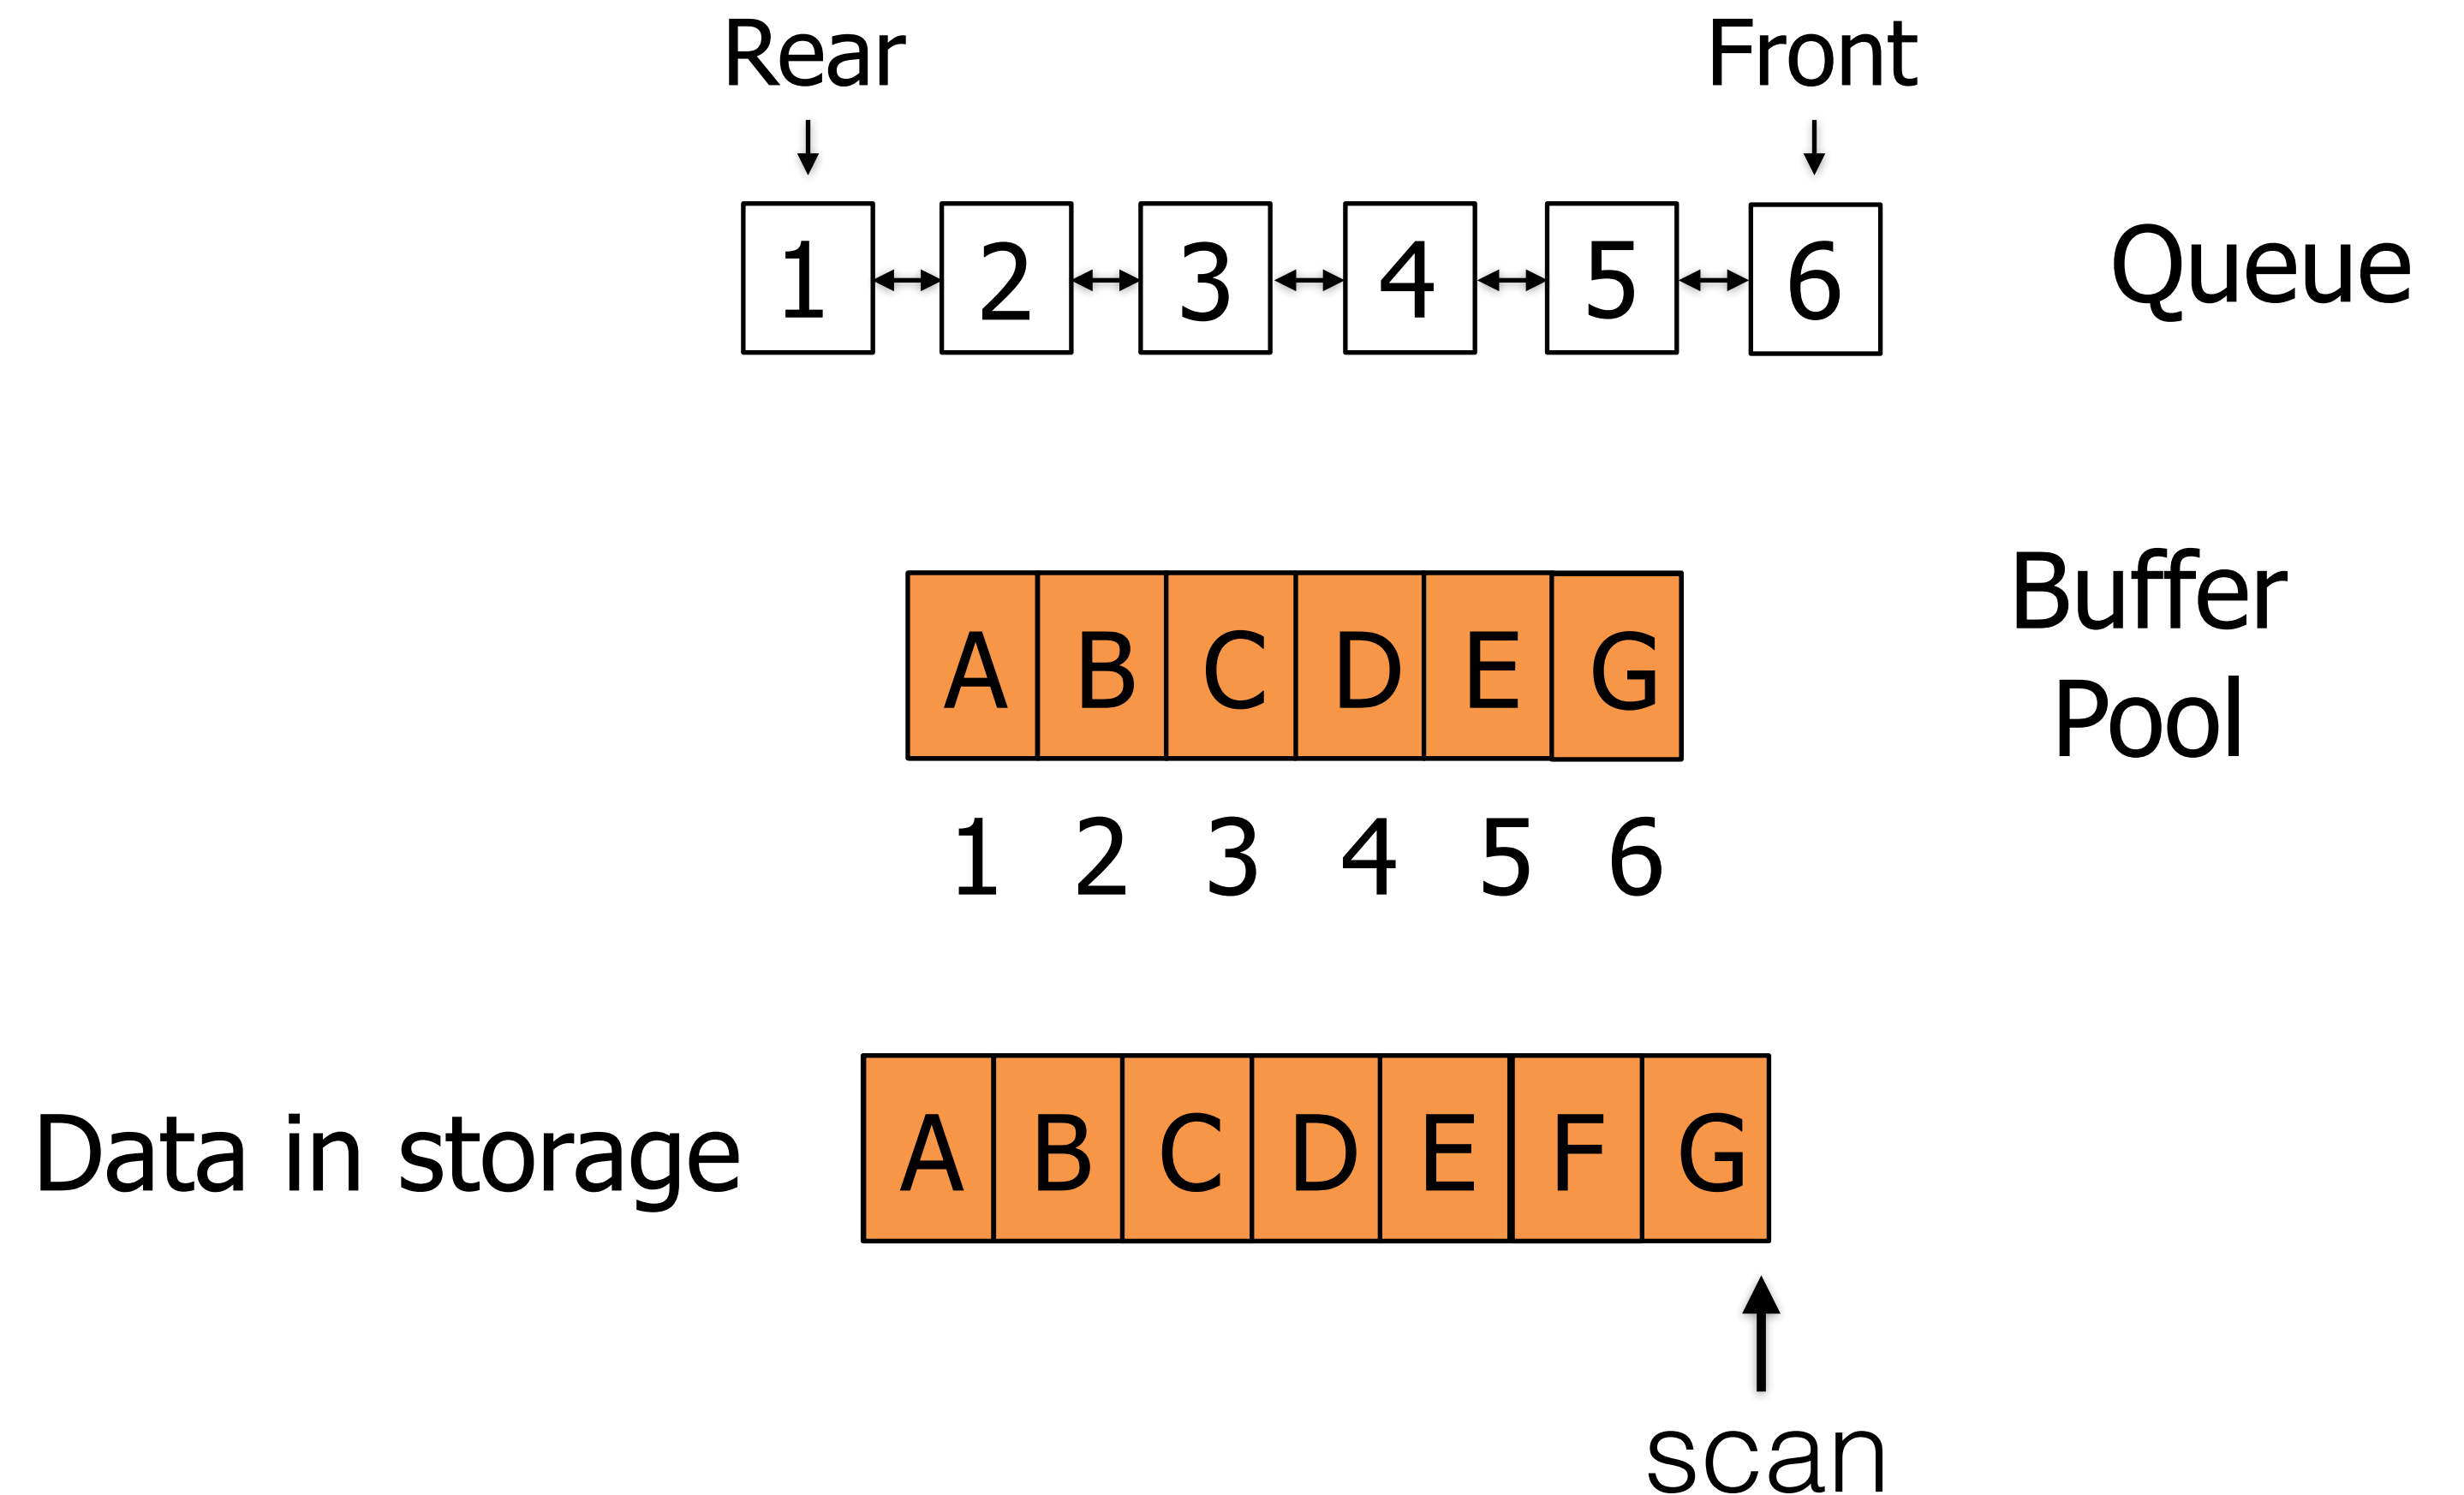 Rear Front
1 2 3 4 5 6 Queue
A B C D E G Buffer Pool
1 2 3 4 5 6
Data in storage A B C D E F G
scan